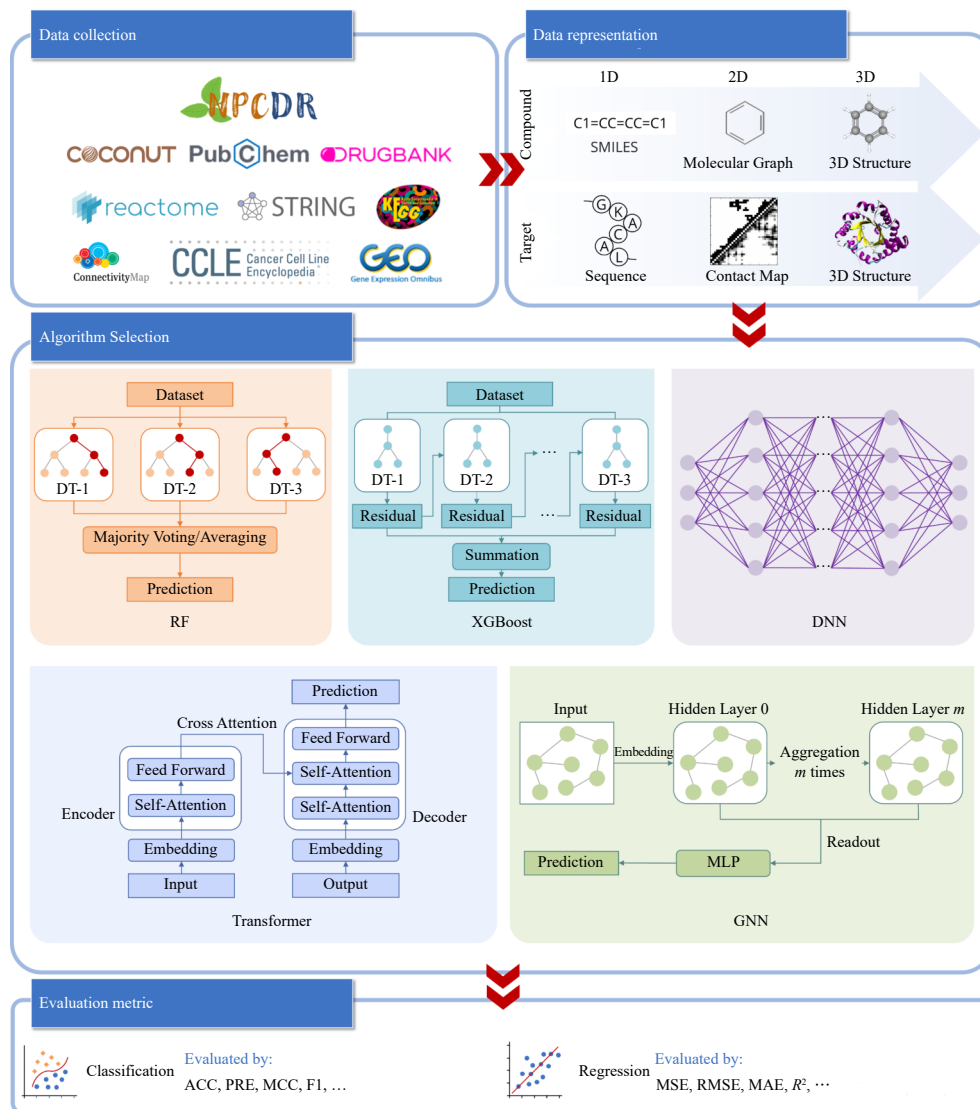 Data collection
NPCDR
COCONUT PubChem DRUGBANK
reactome STRING KEGG
ConnectivityMap
CCLE Cancer Cell Line Encyclopedia
GEO
Gene Expression Omnibus
Data representation
1D 2D 3D
Compound
C1=CC=CC=C1
SMILES
Molecular Graph
3D Structure
Target
G K A C A L
Sequence
Contact Map
3D Structure
Algorithm Selection
Dataset
DT-1 DT-2 DT-3
Majority Voting/Averaging
Prediction
RF
Dataset
...
DT-1 DT-2 DT-3
Residual Residual ... Residual
Summation
Prediction
XGBoost
...
...
...
...
DNN
Prediction
Cross Attention
Feed Forward
Feed Forward
Self-Attention
Self-Attention
Self-Attention
Encoder
Decoder
Embedding
Embedding
Input
Output
Transformer
Input
Hidden Layer 0
Hidden Layer m
Embedding
Aggregation
m times
Readout
Prediction
MLP
GNN
Evaluation metric
Classification
Evaluated by:
ACC, PRE, MCC, F1, ...
Regression
Evaluated by:
MSE, RMSE, MAE, R², ···